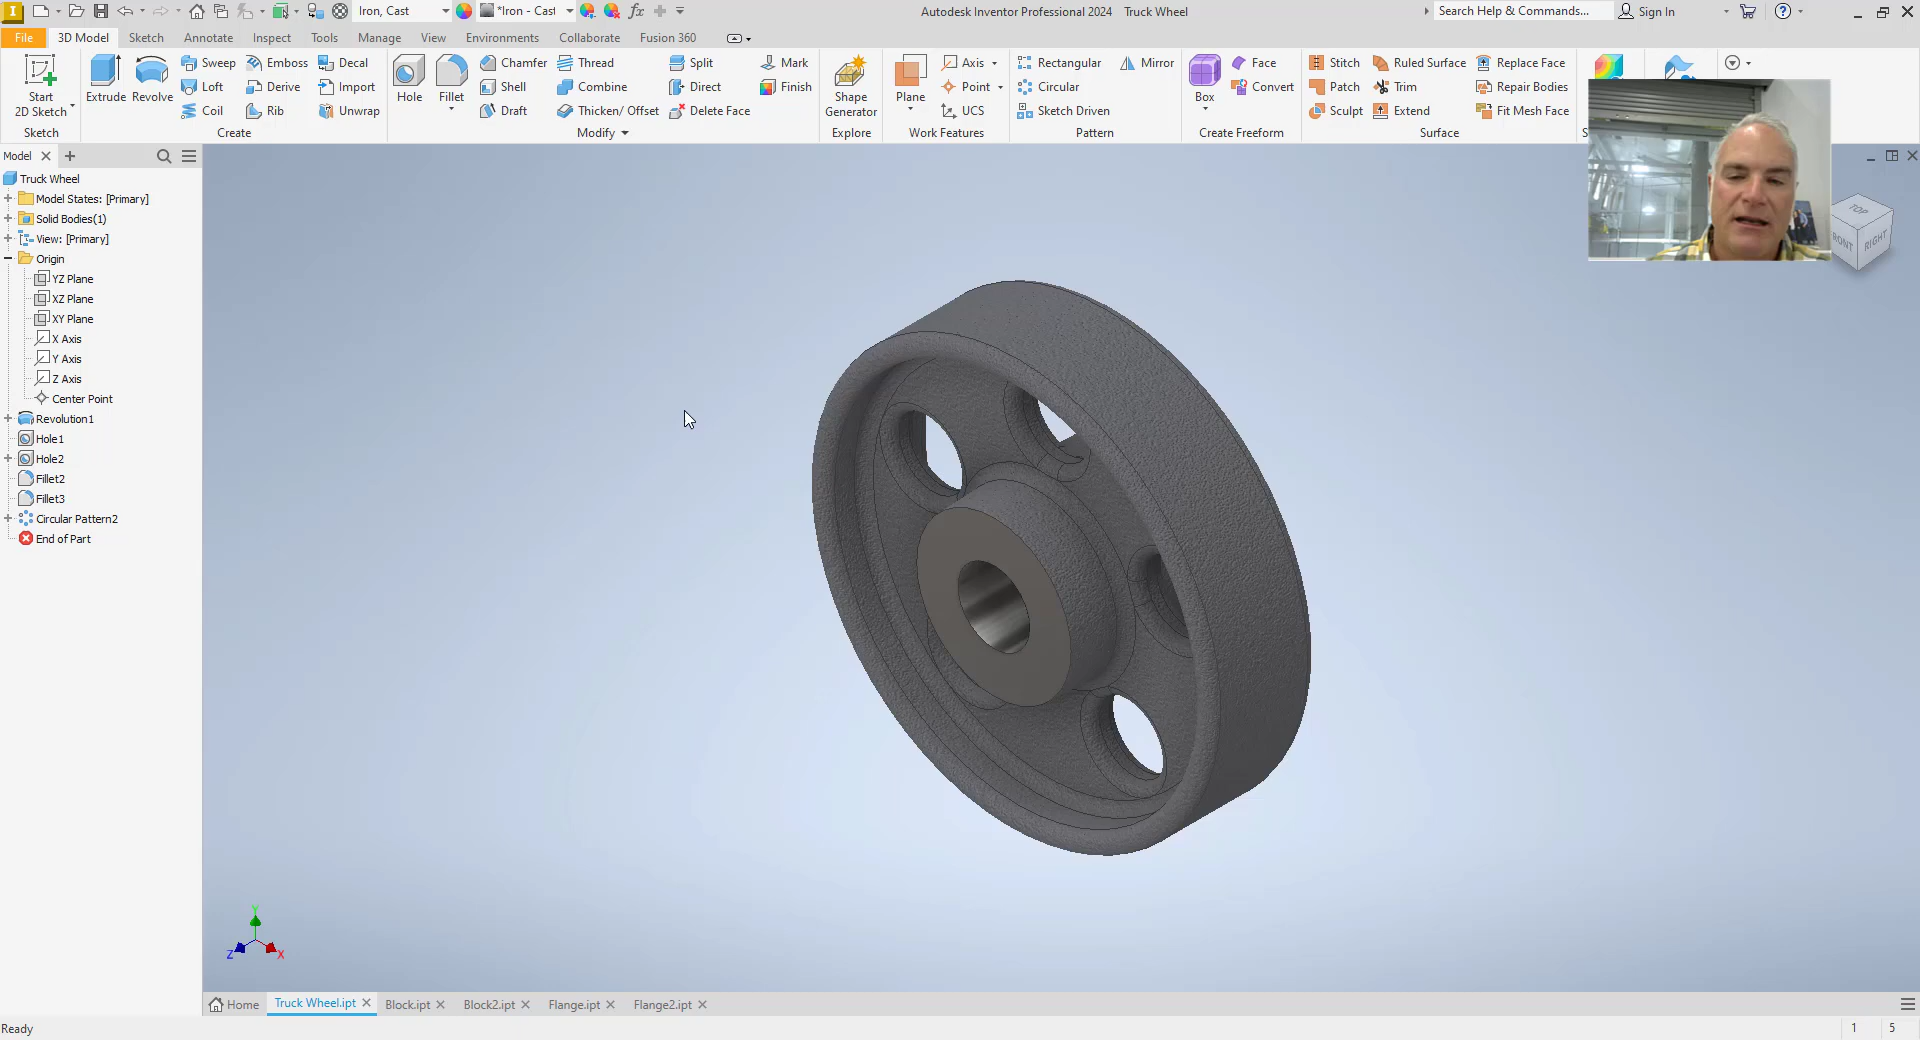 Iron, Cast
*Iron - Cast
fx
Autodesk Inventor Professional 2024 Truck Wheel
Search Help & Commands...
Sign In
File 3D Model Sketch Annotate Inspect Tools Manage View Environments Collaborate Fusion 360
Start
2D Sketch
Sketch
Extrude
Revolve
Sweep
Loft
Coil
Emboss
Derive
Rib
Decal
Import
Unwrap
Create
Hole
Fillet
Chamfer
Shell
Draft
Thread
Combine
Thicken/ Offset
Split
Direct
Delete Face
Mark
Finish
Modify
Shape
Generator
Explore
Plane
Axis
Point
UCS
Work Features
Rectangular
Circular
Sketch Driven
Mirror
Pattern
Box
Face
Convert
Create Freeform
Stitch
Patch
Sculpt
Ruled Surface
Trim
Extend
Replace Face
Repair Bodies
Fit Mesh Face
Surface
S
Model
Truck Wheel
Model States: [Primary]
Solid Bodies(1)
View: [Primary]
Origin
YZ Plane
XZ Plane
XY Plane
X Axis
Y Axis
Z Axis
Center Point
Revolution1
Hole1
Hole2
Fillet2
Fillet3
Circular Pattern2
End of Part
TOP
RONT
RIGHT
Y
Z
X
Home
Truck Wheel.ipt
Block.ipt
Block2.ipt
Flange.ipt
Flange2.ipt
Ready
1 5